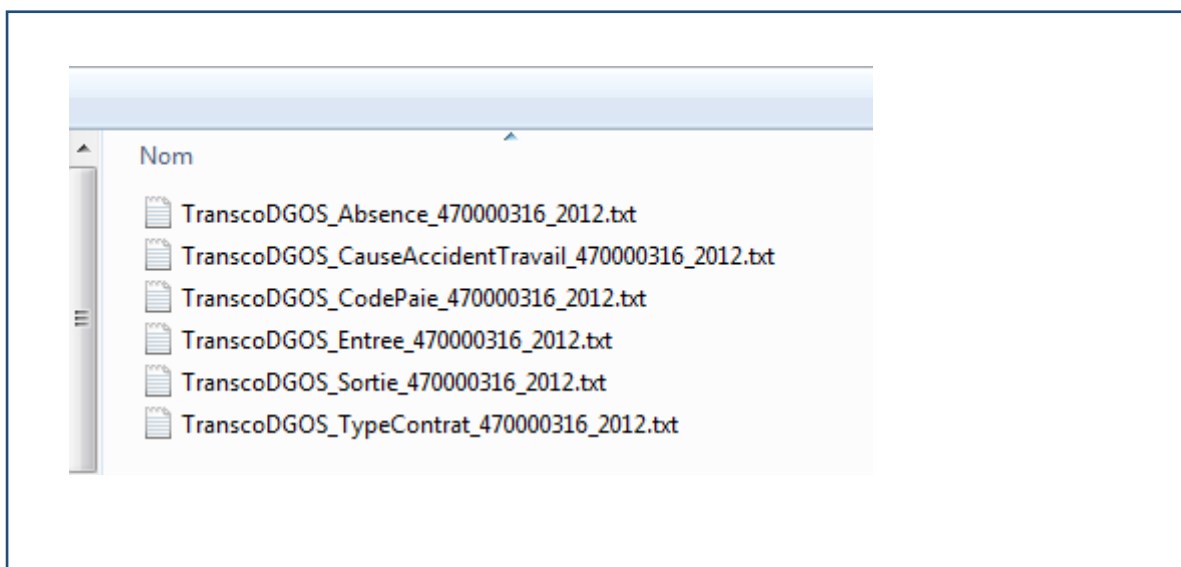 Nom
TranscoDGOS_Absence_470000316_2012.txt
TranscoDGOS_CauseAccidentTravail_470000316_2012.txt
TranscoDGOS_CodePaie_470000316_2012.txt
TranscoDGOS_Entree_470000316_2012.txt
TranscoDGOS_Sortie_470000316_2012.txt
TranscoDGOS_TypeContrat_470000316_2012.txt